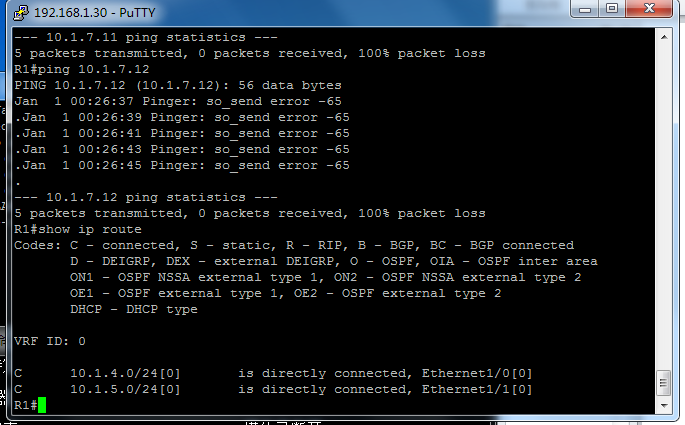 192.168.1.30 - PuTTY
--- 10.1.7.11 ping statistics ---
5 packets transmitted, 0 packets received, 100% packet loss
R1#ping 10.1.7.12
PING 10.1.7.12 (10.1.7.12): 56 data bytes
Jan  1 00:26:37 Pinger: so_send error -65
.Jan  1 00:26:39 Pinger: so_send error -65
.Jan  1 00:26:41 Pinger: so_send error -65
.Jan  1 00:26:43 Pinger: so_send error -65
.Jan  1 00:26:45 Pinger: so_send error -65
.
--- 10.1.7.12 ping statistics ---
5 packets transmitted, 0 packets received, 100% packet loss
R1#show ip route
Codes: C - connected, S - static, R - RIP, B - BGP, BC - BGP connected
       D - DEIGRP, DEX - external DEIGRP, O - OSPF, OIA - OSPF inter area
       ON1 - OSPF NSSA external type 1, ON2 - OSPF NSSA external type 2
       OE1 - OSPF external type 1, OE2 - OSPF external type 2
       DHCP - DHCP type
VRF ID: 0
C      10.1.4.0/24[0]       is directly connected, Ethernet1/0[0]
C      10.1.5.0/24[0]       is directly connected, Ethernet1/1[0]
R1#